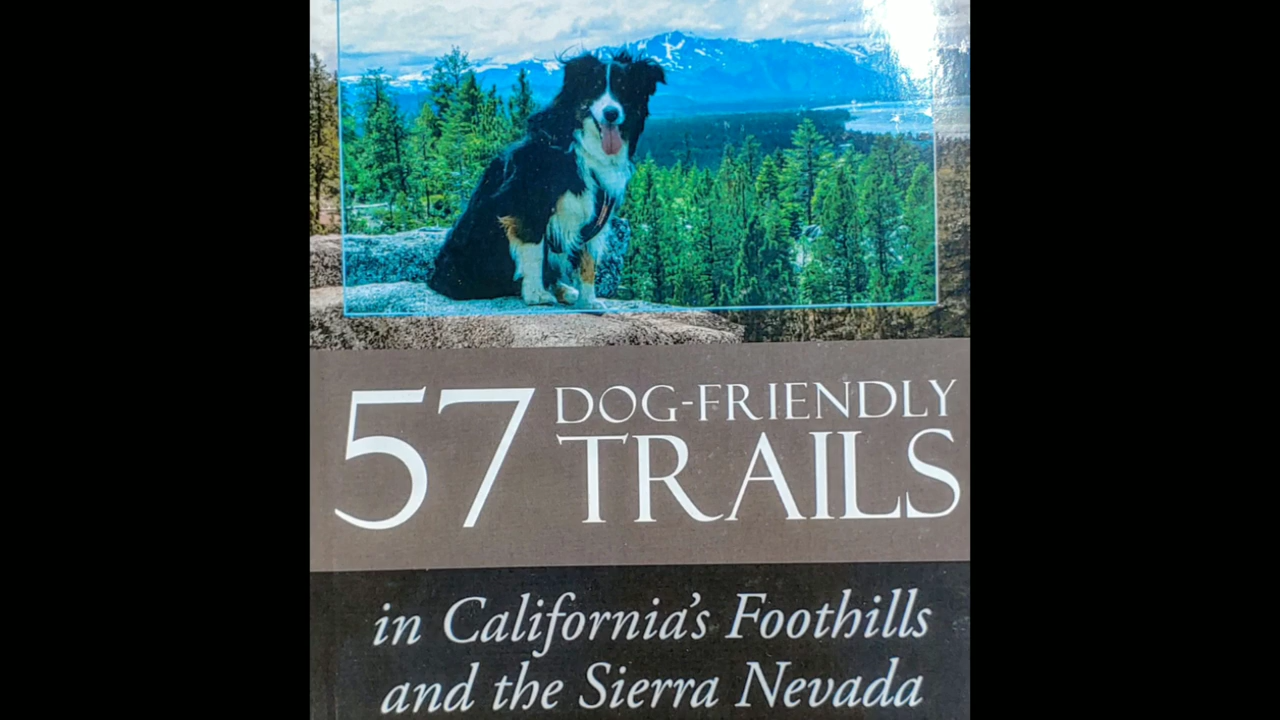 57 DOG-FRIENDLY
TRAILS
in California's Foothills
and the Sierra Nevada